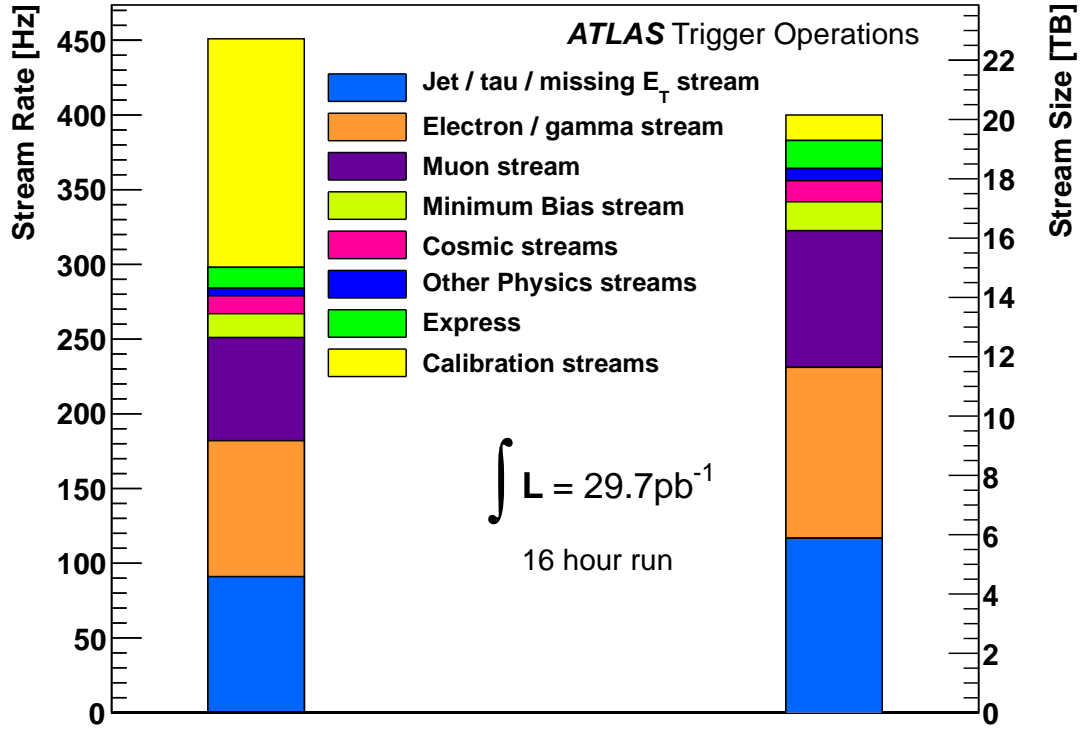 Stream Rate [Hz]
450
400
350
300
250
200
150
100
50
0
ATLAS Trigger Operations
Jet / tau / missing E_T stream
Electron / gamma stream
Muon stream
Minimum Bias stream
Cosmic streams
Other Physics streams
Express
Calibration streams
∫ L = 29.7pb⁻¹
16 hour run
Stream Size [TB]
22
20
18
16
14
12
10
8
6
4
2
0